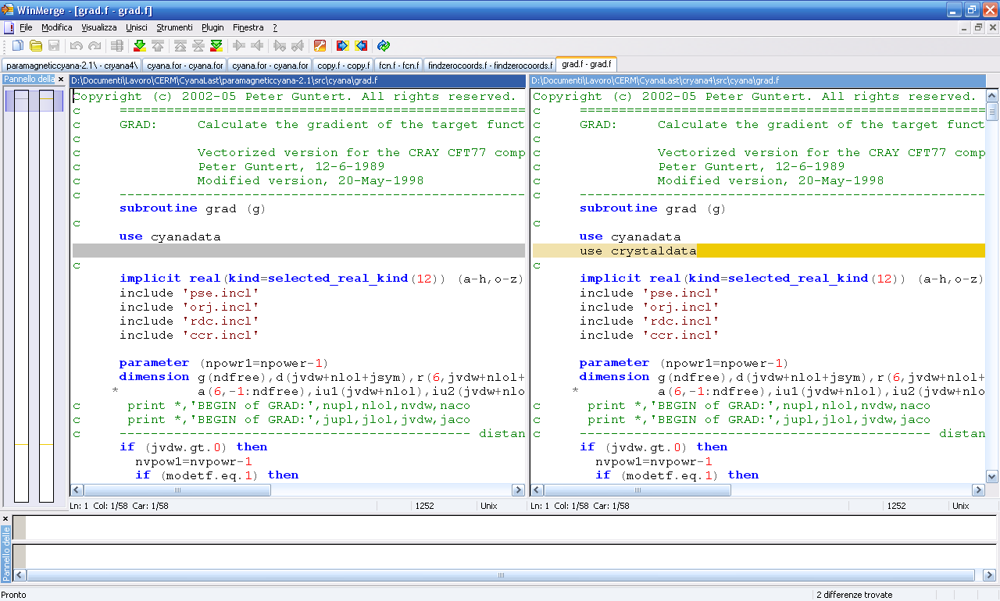 WinMerge - [grad.f - grad.f]
File Modifica Visualizza Unisci Strumenti Plugin Finestra ?
paramagneticcyana-2.1\ - cryana4\ cyana.for - cyana.for cyana.for - cyana.for copy.f - copy.f fcn.f - fcn.f findzerocoords.f - findzerocoords.f grad.f - grad.f
Pannello della
D:\Documenti\Lavoro\CERM\CyanaLast\paramagneticcyana-2.1\src\cyana\grad.f
Copyright (c) 2002-05 Peter Guntert. All rights reserved.
c ====================================================
c GRAD: Calculate the gradient of the target funct
c
c Vectorized version for the CRAY CFT77 comp
c Peter Guntert, 12-6-1989
c Modified version, 20-May-1998
c ----------------------------------------------------
subroutine grad (g)
c
use cyanadata
c
implicit real(kind=selected_real_kind(12)) (a-h,o-z)
include 'pse.incl'
include 'orj.incl'
include 'rdc.incl'
include 'ccr.incl'
parameter (npowr1=npower-1)
dimension g(ndfree),d(jvdw+nlol+jsym),r(6,jvdw+nlol+
* a(6,-1:ndfree),iu1(jvdw+nlol),iu2(jvdw+nlo
c print *,'BEGIN of GRAD:',nupl,nlol,nvdw,naco
c print *,'BEGIN of GRAD:',jupl,jlol,jvdw,jaco
c --------------------------------------------- distan
if (jvdw.gt.0) then
nvpow1=nvpowr-1
if (modetf.eq.1) then
Ln: 1 Col: 1/58 Car: 1/58 1252 Unix
D:\Documenti\Lavoro\CERM\CyanaLast\cryana4\src\cyana\grad.f
Copyright (c) 2002-05 Peter Guntert. All rights reserved.
c ====================================================
c GRAD: Calculate the gradient of the target funct
c
c Vectorized version for the CRAY CFT77 comp
c Peter Guntert, 12-6-1989
c Modified version, 20-May-1998
c ----------------------------------------------------
subroutine grad (g)
c
use cyanadata
use crystaldata
c
implicit real(kind=selected_real_kind(12)) (a-h,o-z)
include 'pse.incl'
include 'orj.incl'
include 'rdc.incl'
include 'ccr.incl'
parameter (npowr1=npower-1)
dimension g(ndfree),d(jvdw+nlol+jsym),r(6,jvdw+nlol+
* a(6,-1:ndfree),iu1(jvdw+nlol),iu2(jvdw+nlo
c print *,'BEGIN of GRAD:',nupl,nlol,nvdw,naco
c print *,'BEGIN of GRAD:',jupl,jlol,jvdw,jaco
c --------------------------------------------- distan
if (jvdw.gt.0) then
nvpow1=nvpowr-1
if (modetf.eq.1) then
Ln: 1 Col: 1/58 Car: 1/58 1252 Unix
Pannello delle
Pronto
2 differenze trovate